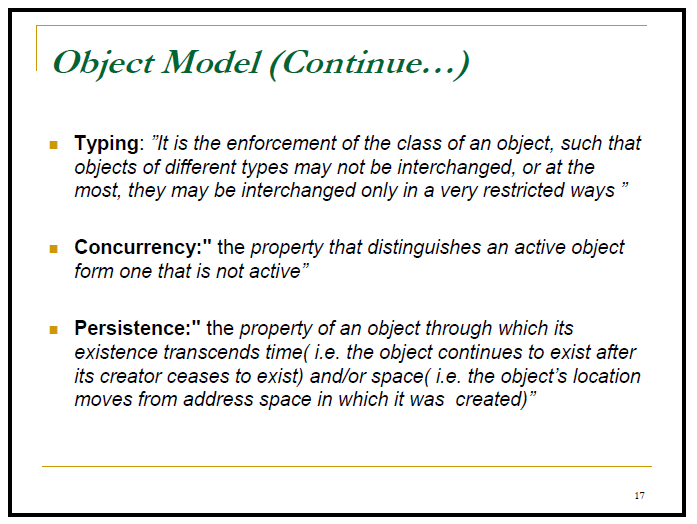 Object Model (Continue…)
Typing: ”It is the enforcement of the class of an object, such that
objects of different types may not be interchanged, or at the
most, they may be interchanged only in a very restricted ways ”
Concurrency:" the property that distinguishes an active object
form one that is not active”
Persistence:" the property of an object through which its
existence transcends time( i.e. the object continues to exist after
its creator ceases to exist) and/or space( i.e. the object’s location
moves from address space in which it was  created)”
17